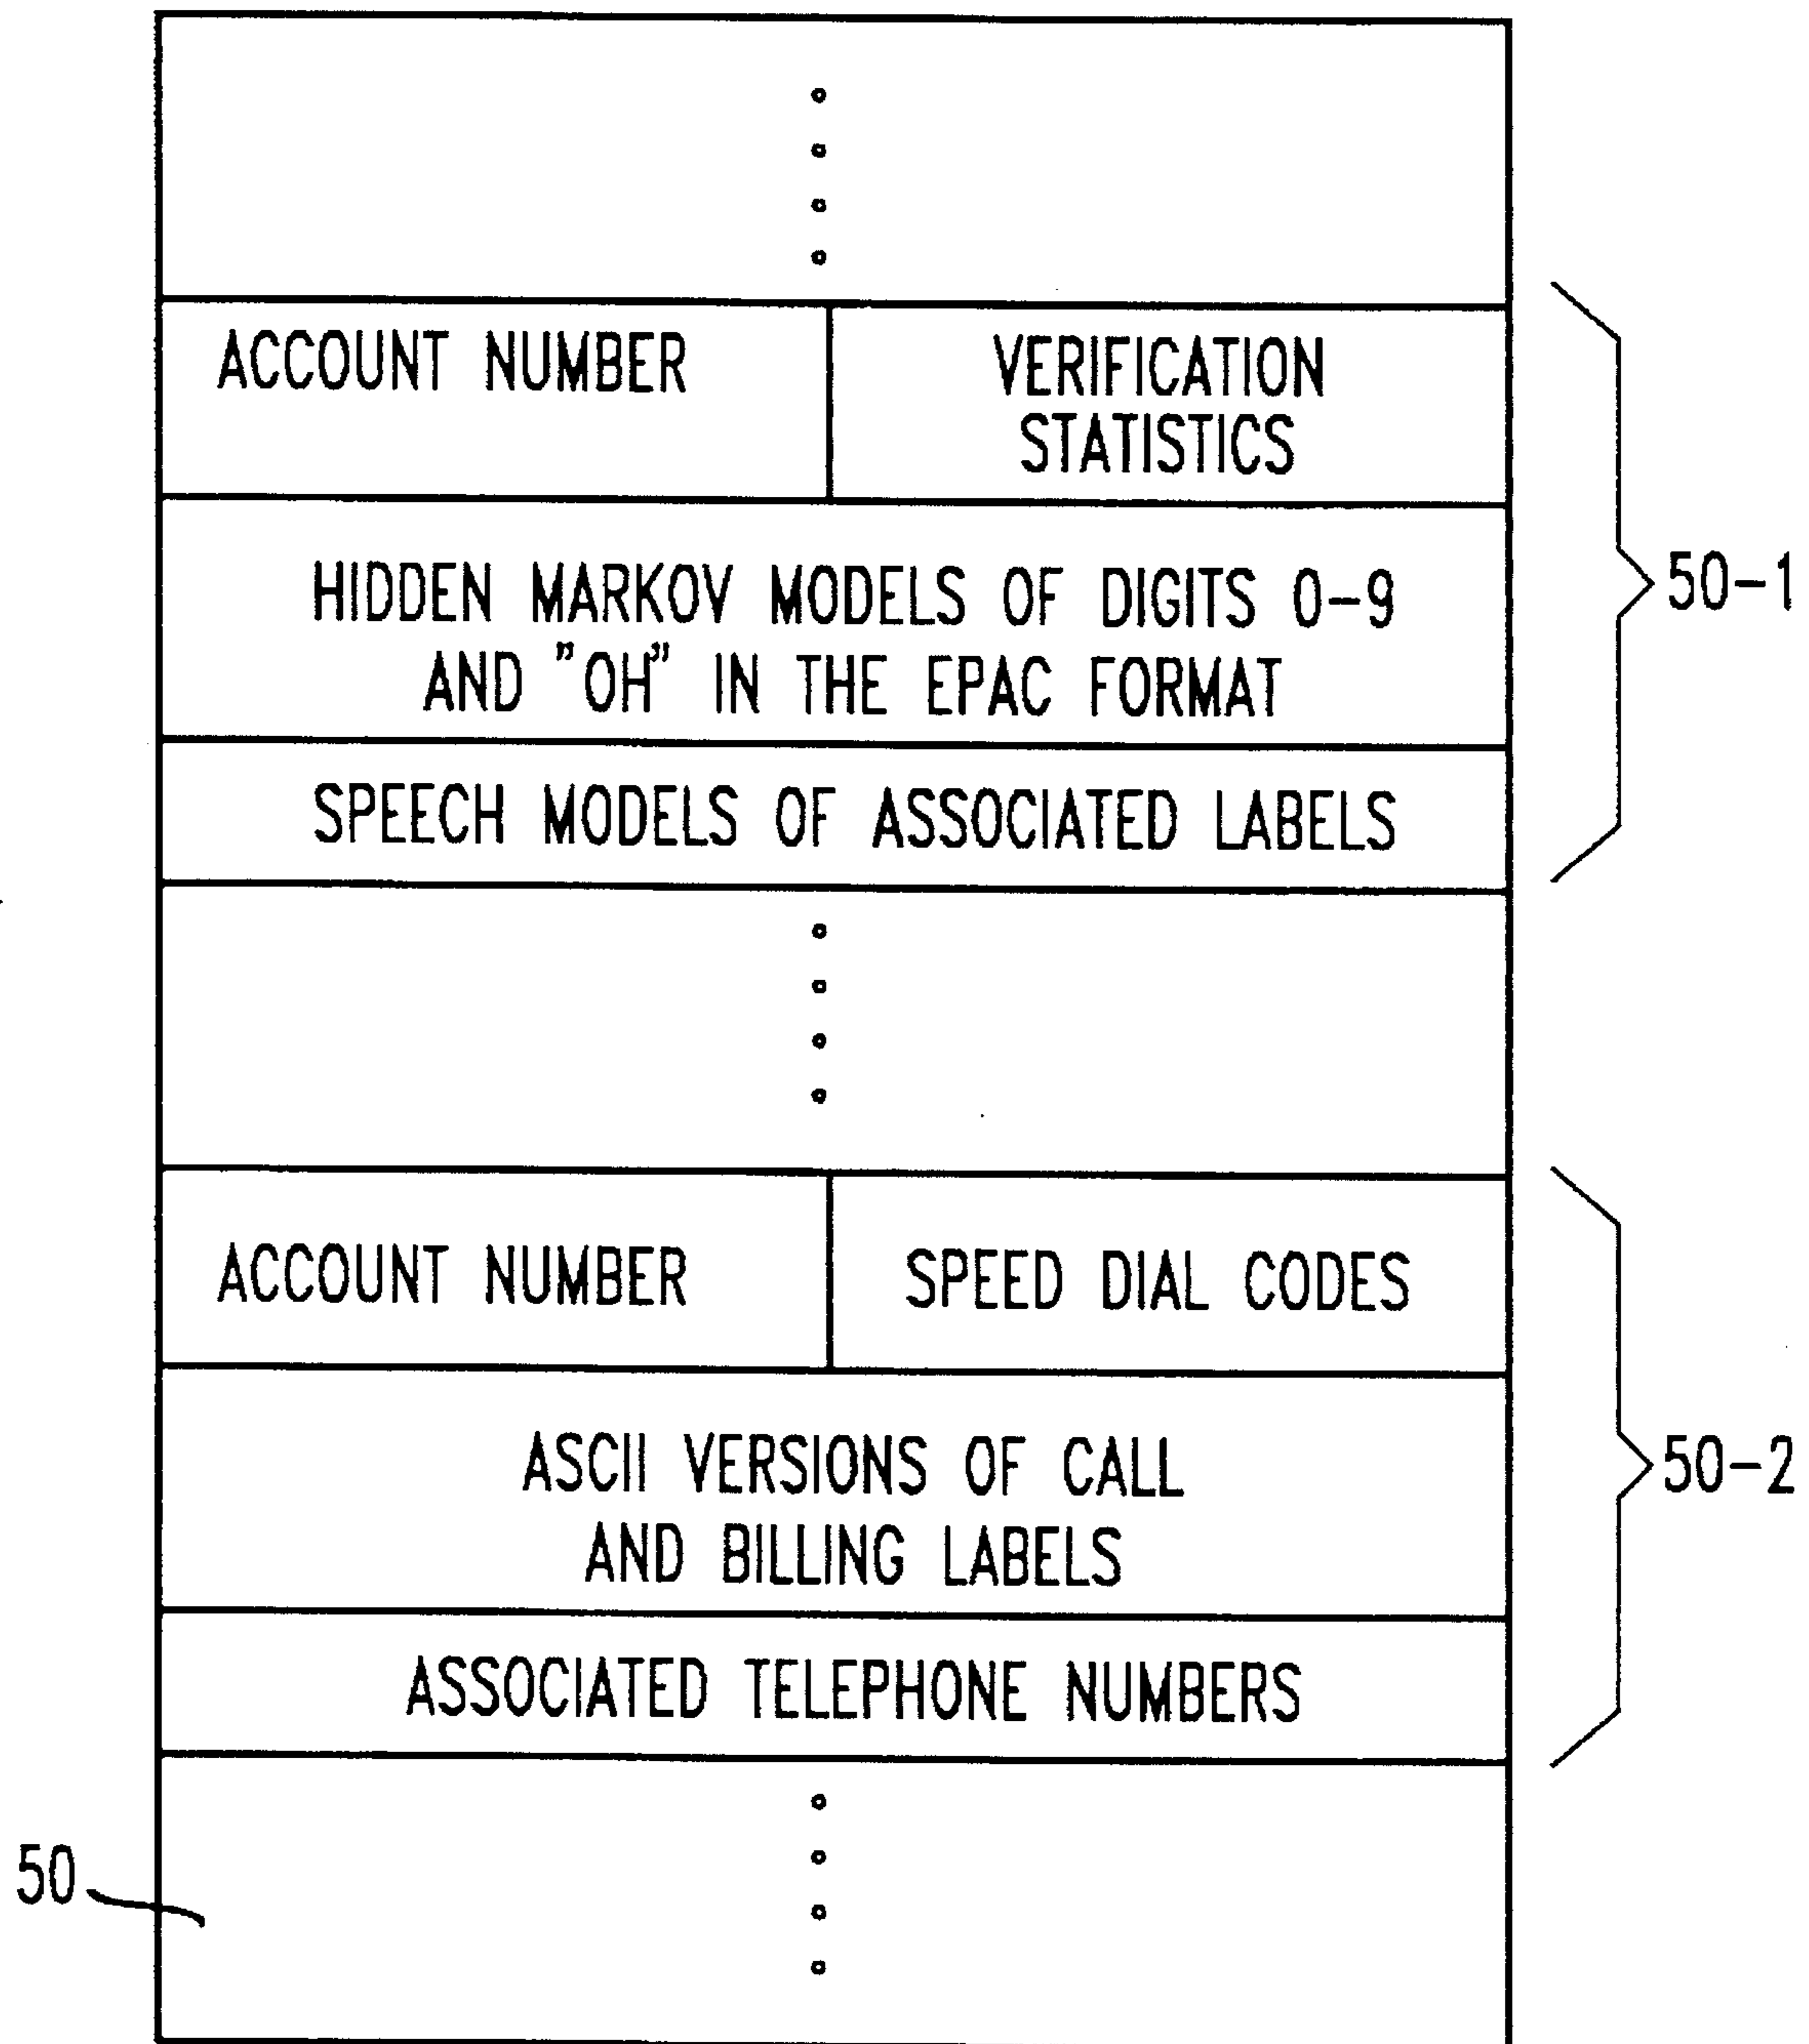 ACCOUNT NUMBER
VERIFICATION
STATISTICS
HIDDEN MARKOV MODELS OF DIGITS 0-9
AND "OH" IN THE EPAC FORMAT
50-1
SPEECH MODELS OF ASSOCIATED LABELS
ACCOUNT NUMBER
SPEED DIAL CODES
ASCII VERSIONS OF CALL
AND BILLING LABELS
50-2
ASSOCIATED TELEPHONE NUMBERS
50